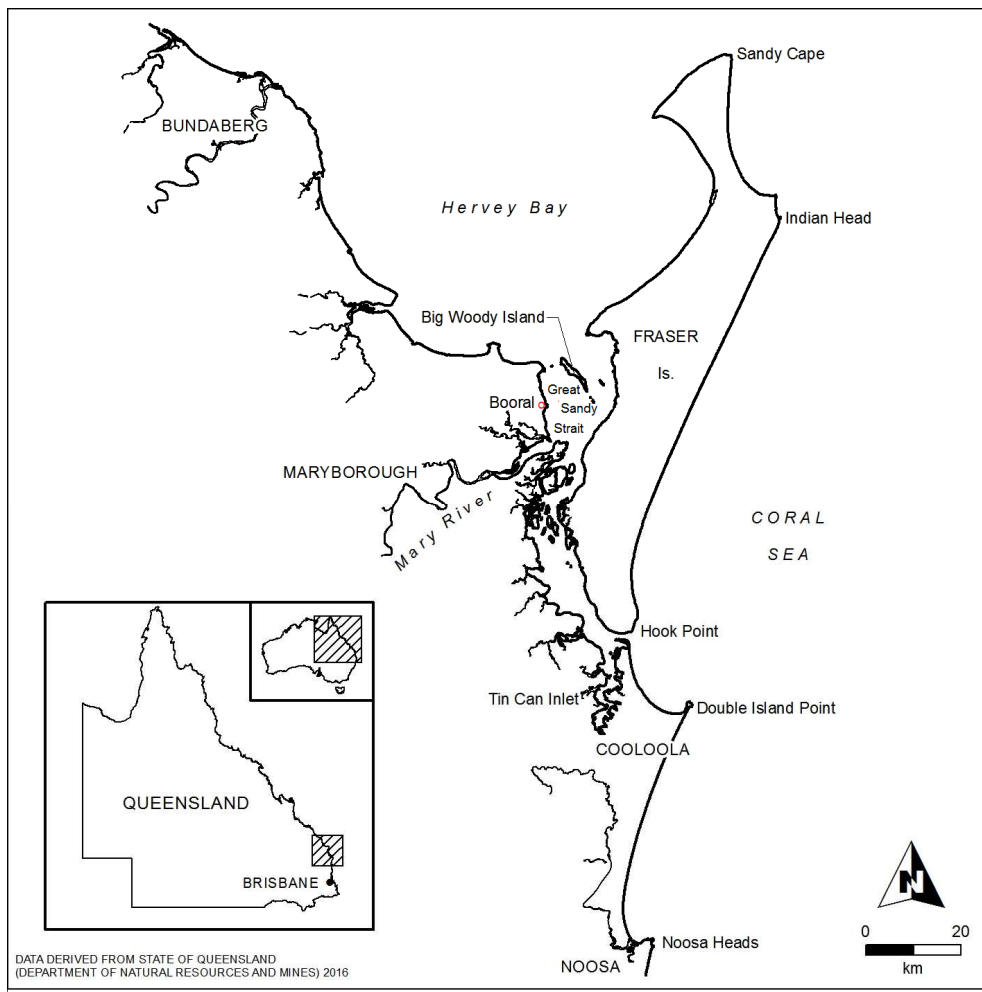 Sandy Cape
BUNDABERG
Hervey Bay
Indian Head
Big Woody Island
FRASER
Is.
Great
Sandy
Strait
Booral
MARYBOROUGH
Mary River
CORAL
SEA
Hook Point
Tin Can Inlet
Double Island Point
COOLOOLA
QUEENSLAND
BRISBANE
N
0 20
km
Noosa Heads
NOOSA
DATA DERIVED FROM STATE OF QUEENSLAND
(DEPARTMENT OF NATURAL RESOURCES AND MINES) 2016